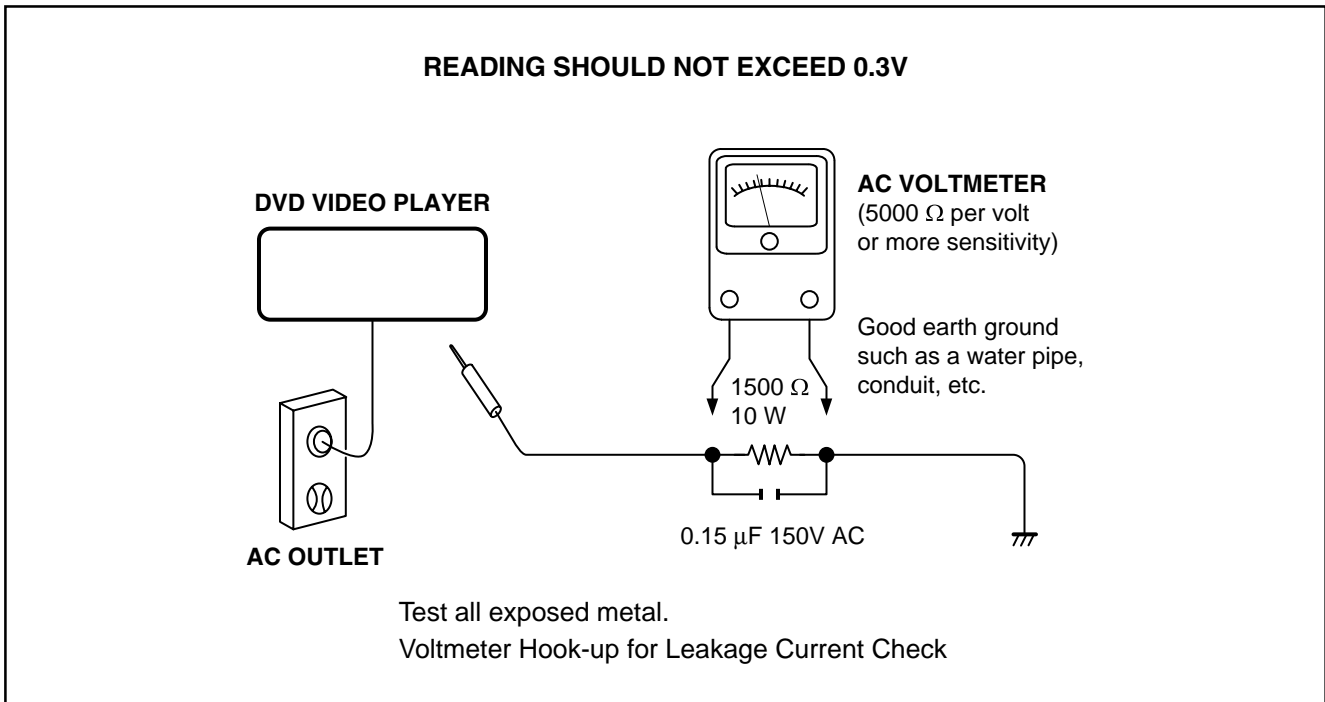 READING SHOULD NOT EXCEED 0.3V
DVD VIDEO PLAYER
AC VOLTMETER
(5000 Ω per volt
or more sensitivity)
Good earth ground
such as a water pipe,
conduit, etc.
1500 Ω
10 W
0.15 μF 150V AC
AC OUTLET
Test all exposed metal.
Voltmeter Hook-up for Leakage Current Check